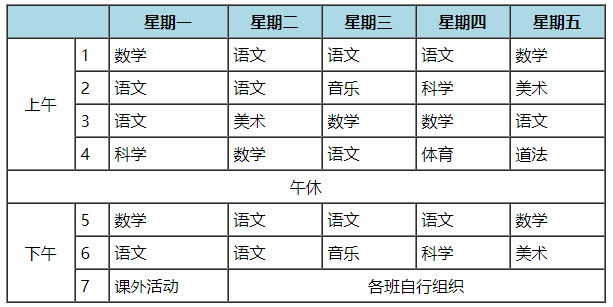 星期一 星期二 星期三 星期四 星期五
上午 1 数学 语文 语文 语文 数学
2 语文 语文 音乐 科学 美术
3 语文 美术 数学 数学 语文
4 科学 数学 语文 体育 道法
午休
下午 5 数学 语文 语文 语文 数学
6 语文 语文 音乐 科学 美术
7 课外活动 各班自行组织